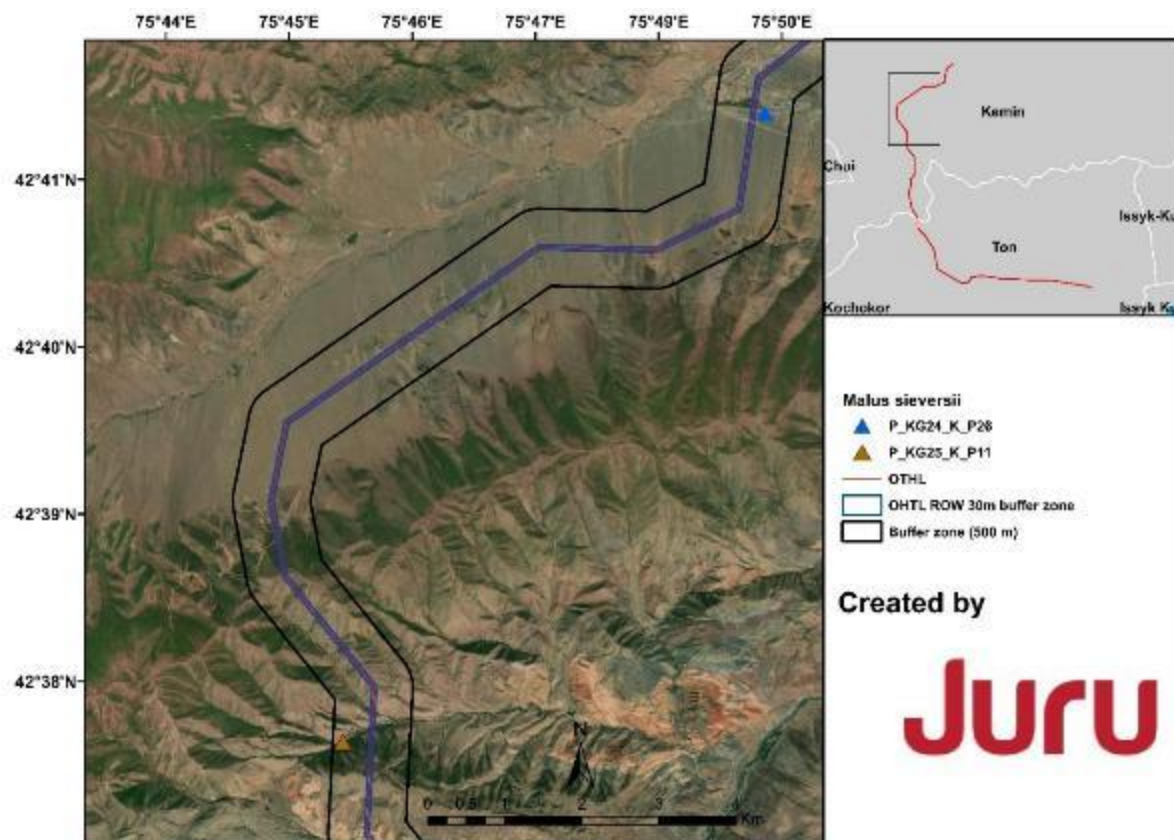 75°44'E 75°45'E 75°46'E 75°47'E 75°49'E 75°50'E
42°41'N
42°40'N
42°39'N
42°38'N
N
0 0.5 1 2 3 4
Km
Kemin
Chui
Issyk-Ku
Ton
Kochokor
Issyk K
Malus sieversii
P_KG24_K_P26
P_KG25_K_P11
OTHL
OHTL ROW 30m buffer zone
Buffer zone (500 m)
Created by
Juru